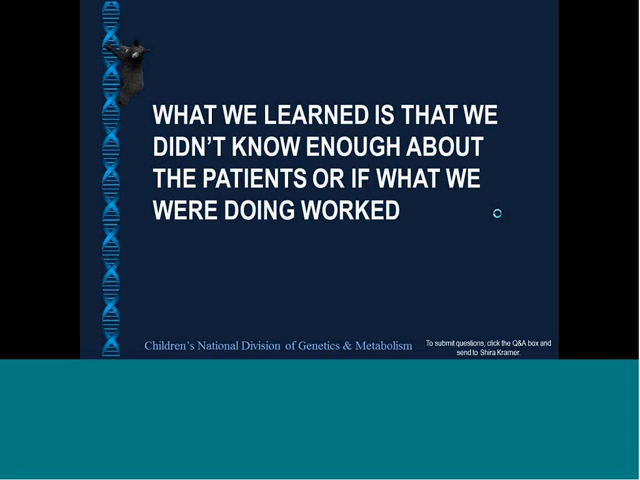 WHAT WE LEARNED IS THAT WE
DIDN'T KNOW ENOUGH ABOUT
THE PATIENTS OR IF WHAT WE
WERE DOING WORKED
Children's National Division of Genetics & Metabolism
To submit questions, click the Q&A box and
send to Shira Kramer.